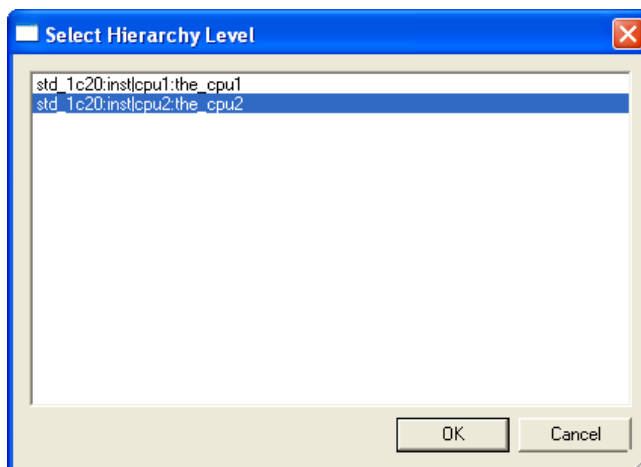 Select Hierarchy Level
std_1c20:inst|cpu1:the_cpu1
std_1c20:inst|cpu2:the_cpu2
OK
Cancel